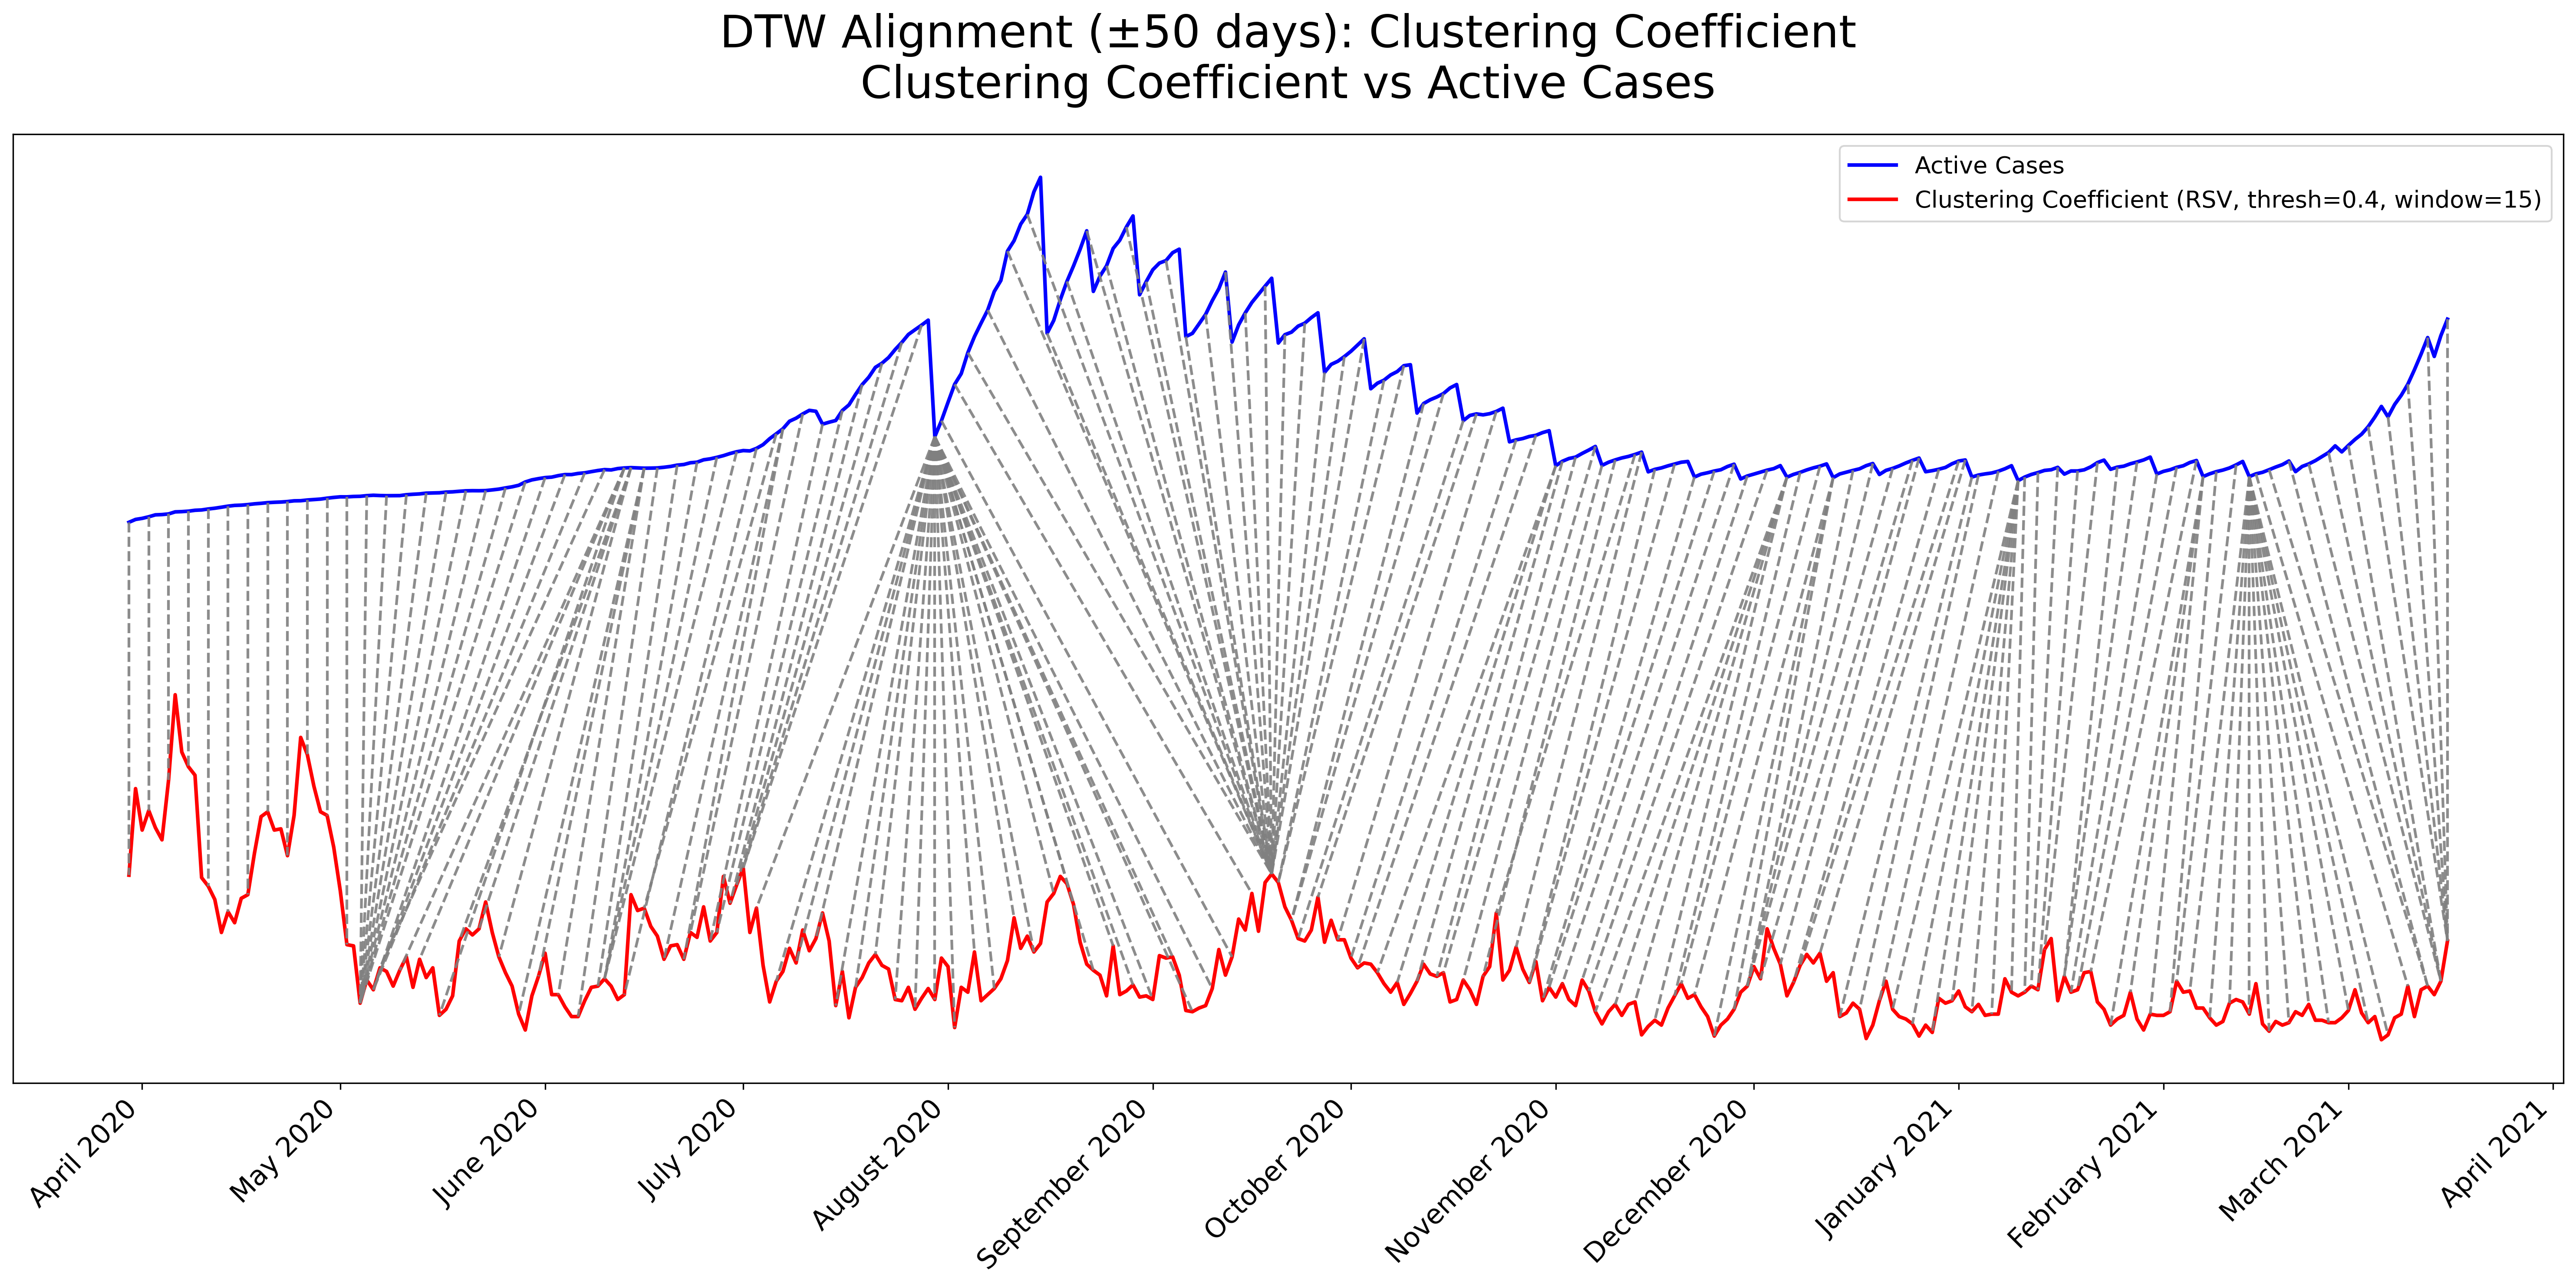 DTW Alignment (±50 days): Clustering Coefficient
Clustering Coefficient vs Active Cases
Active Cases
Clustering Coefficient (RSV, thresh=0.4, window=15)
April 2020
May 2020
June 2020
July 2020
August 2020
September 2020
October 2020
November 2020
December 2020
January 2021
February 2021
March 2021
April 2021